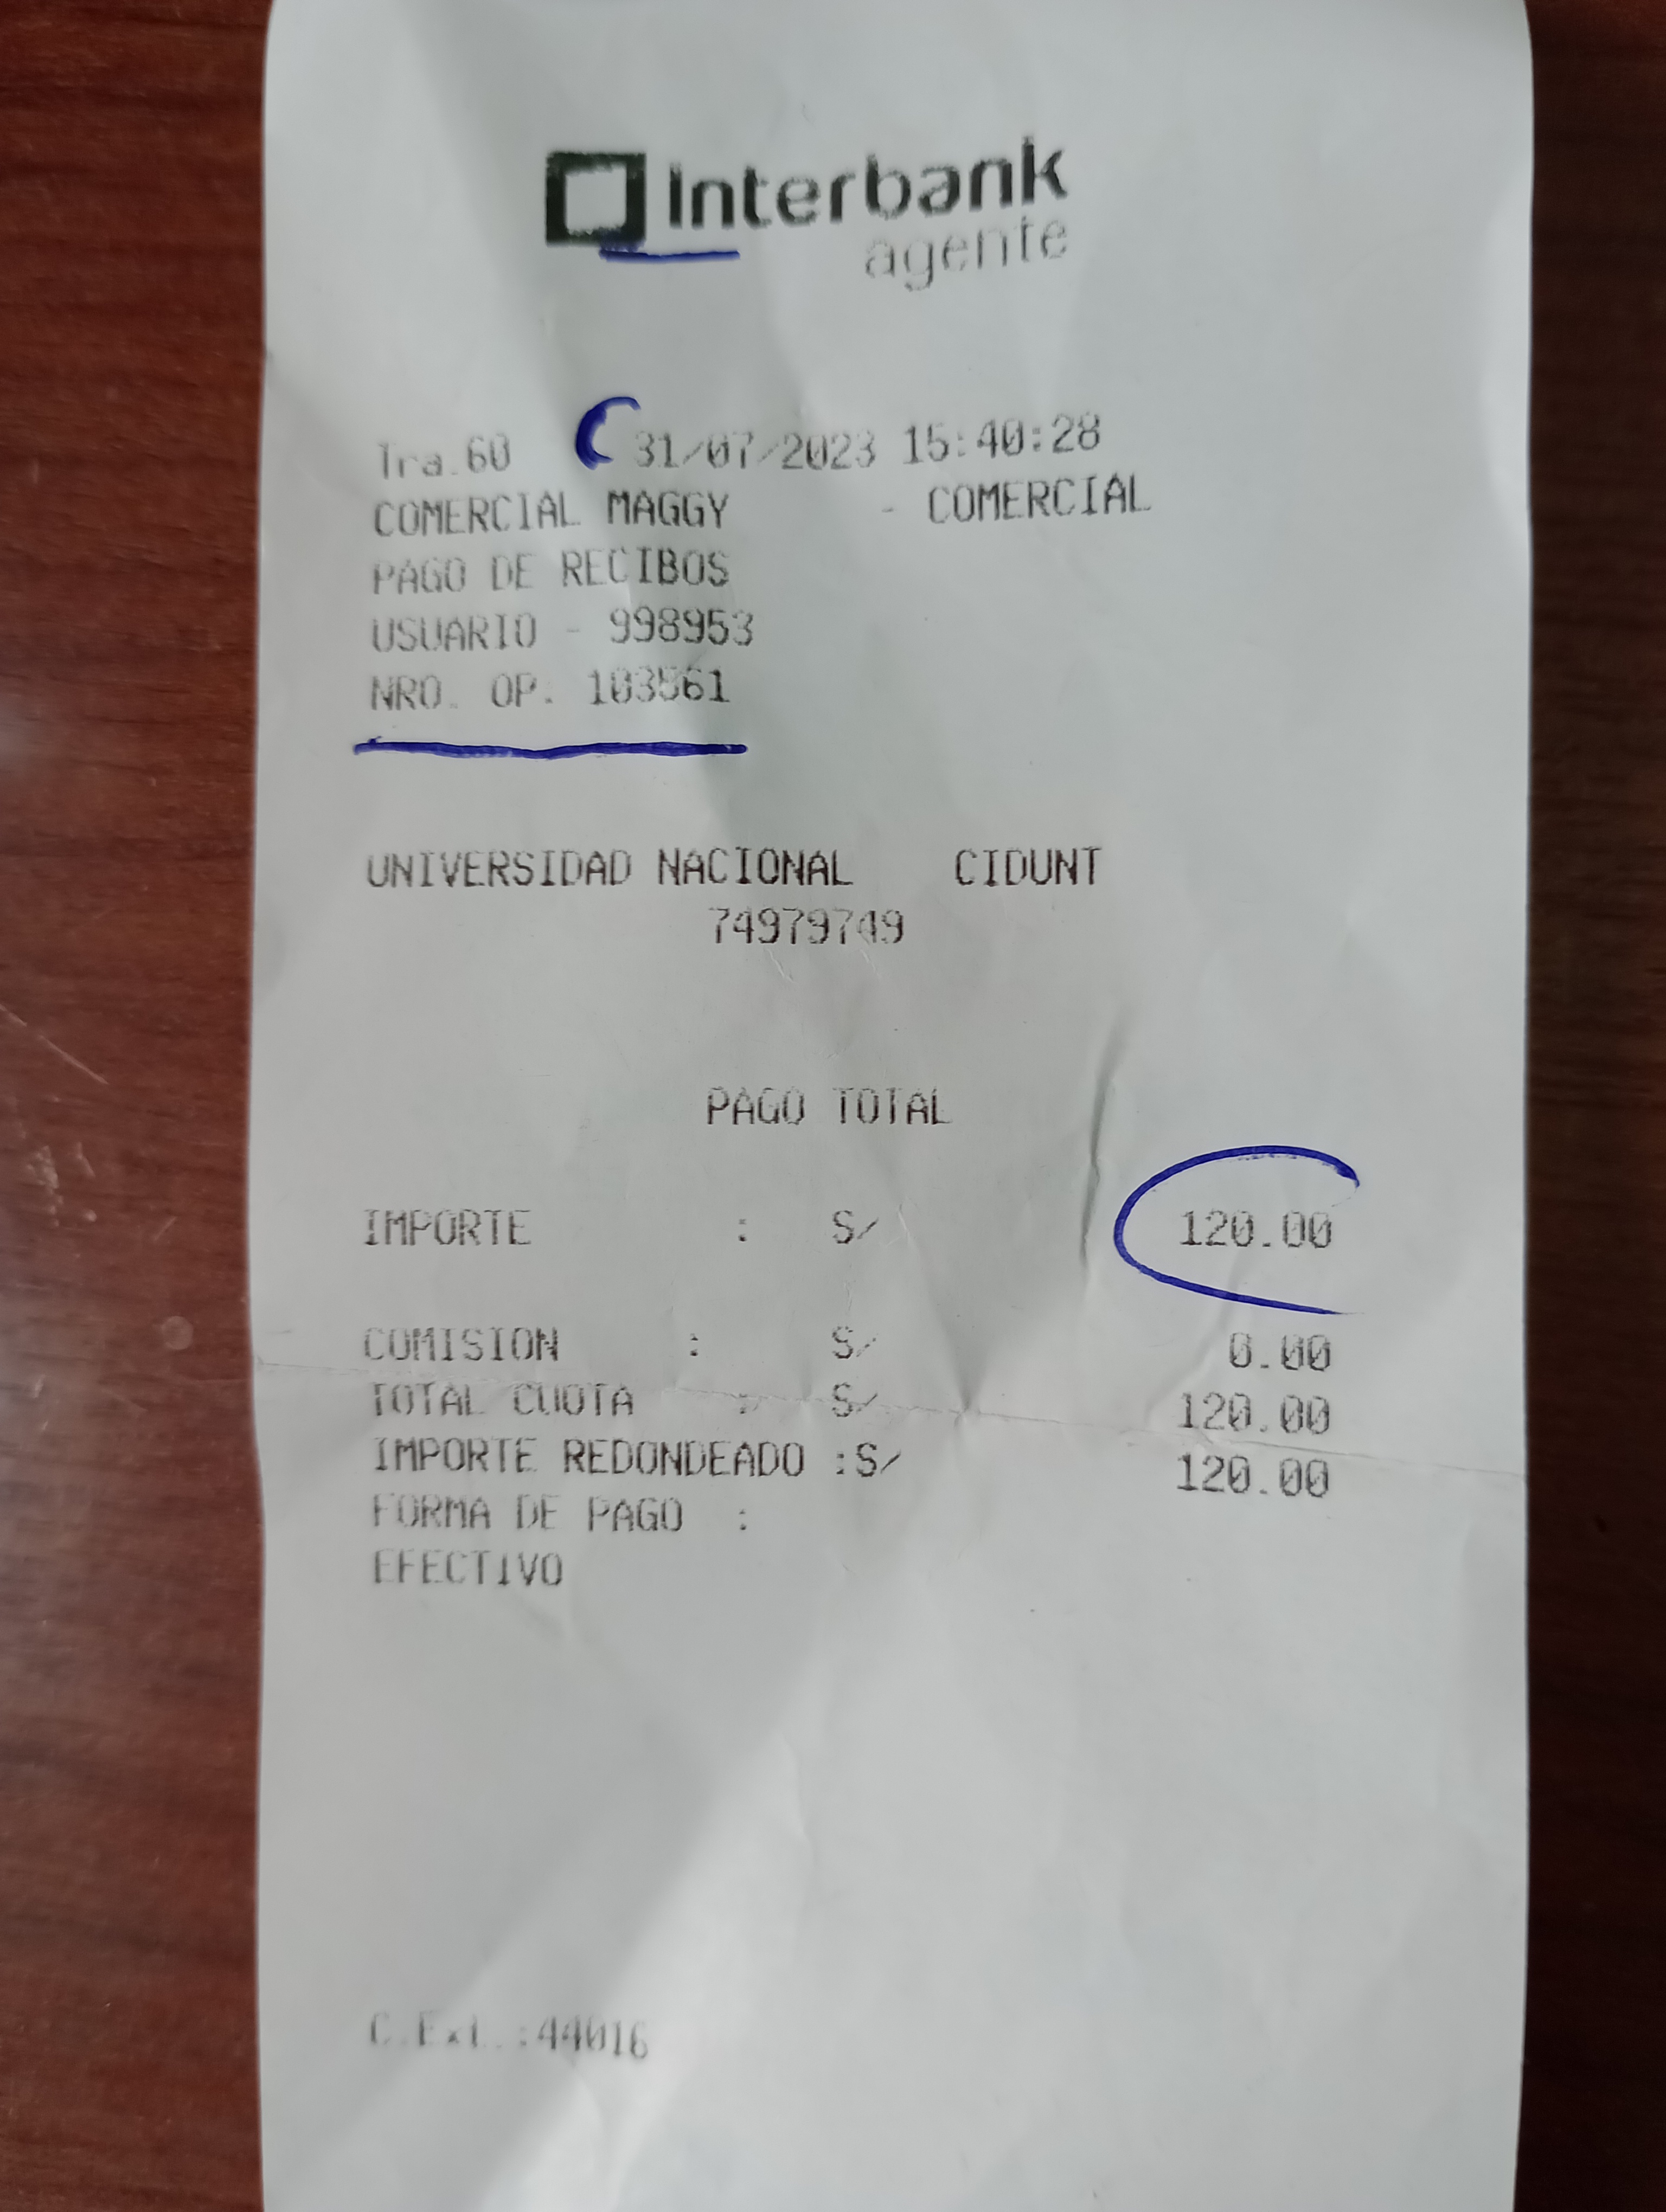 Interbank
agente
Tra.60 31/07/2023 15:40:28
COMERCIAL MAGGY - COMERCIAL
PAGO DE RECIBOS
USUARIO - 998953
NRO. OP. 103561
UNIVERSIDAD NACIONAL CIDUNT
74979749
PAGO TOTAL
IMPORTE : S/ 120.00
COMISION : S/ 0.00
TOTAL CUOTA : S/ 120.00
IMPORTE REDONDEADO :S/ 120.00
FORMA DE PAGO :
EFECTIVO
C.Ext.:44016